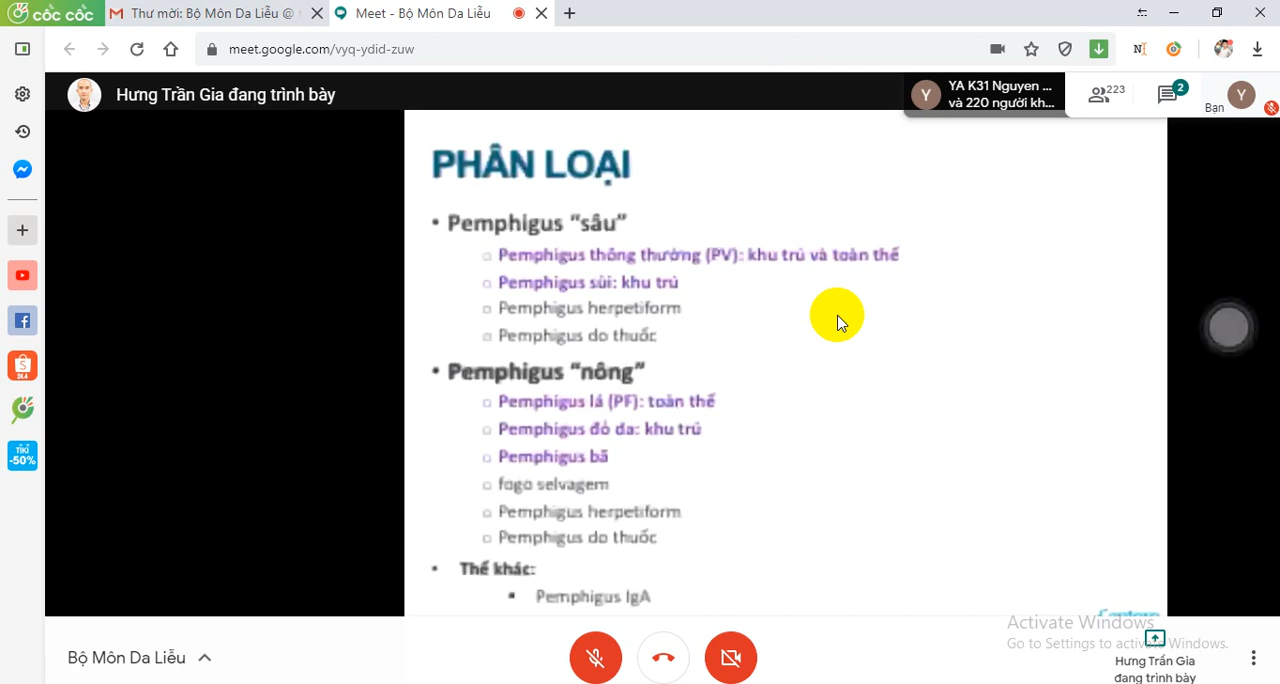 cốc cốc
Thư mời: Bộ Môn Da Liễu @
Meet - Bộ Môn Da Liễu
meet.google.com/vyq-ydid-zuw
Hưng Trần Gia đang trình bày
Y
YA K31 Nguyen ...
và 220 người kh...
223
2
Bạn
Y
PHÂN LOẠI
• Pemphigus "sâu"
Pemphigus thông thường (PV): khu trú và toàn thể
Pemphigus sùi: khu trú
Pemphigus herpetiform
Pemphigus do thuốc
• Pemphigus "nông"
Pemphigus lá (PF): toàn thể
Pemphigus đỏ da: khu trú
Pemphigus bã
fogo selvagem
Pemphigus herpetiform
Pemphigus do thuốc
• Thể khác:
Pemphigus IgA
TIKI
-50%
Activate Windows
Go to Settings to activate Windows.
Bộ Môn Da Liễu
Hưng Trần Gia
đang trình bày